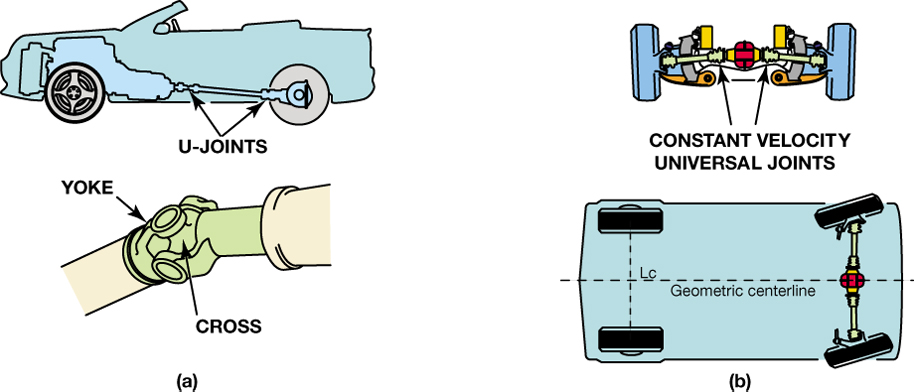 U-JOINTS
YOKE
CROSS
(a)
CONSTANT VELOCITY
UNIVERSAL JOINTS
Lc
Geometric centerline
(b)